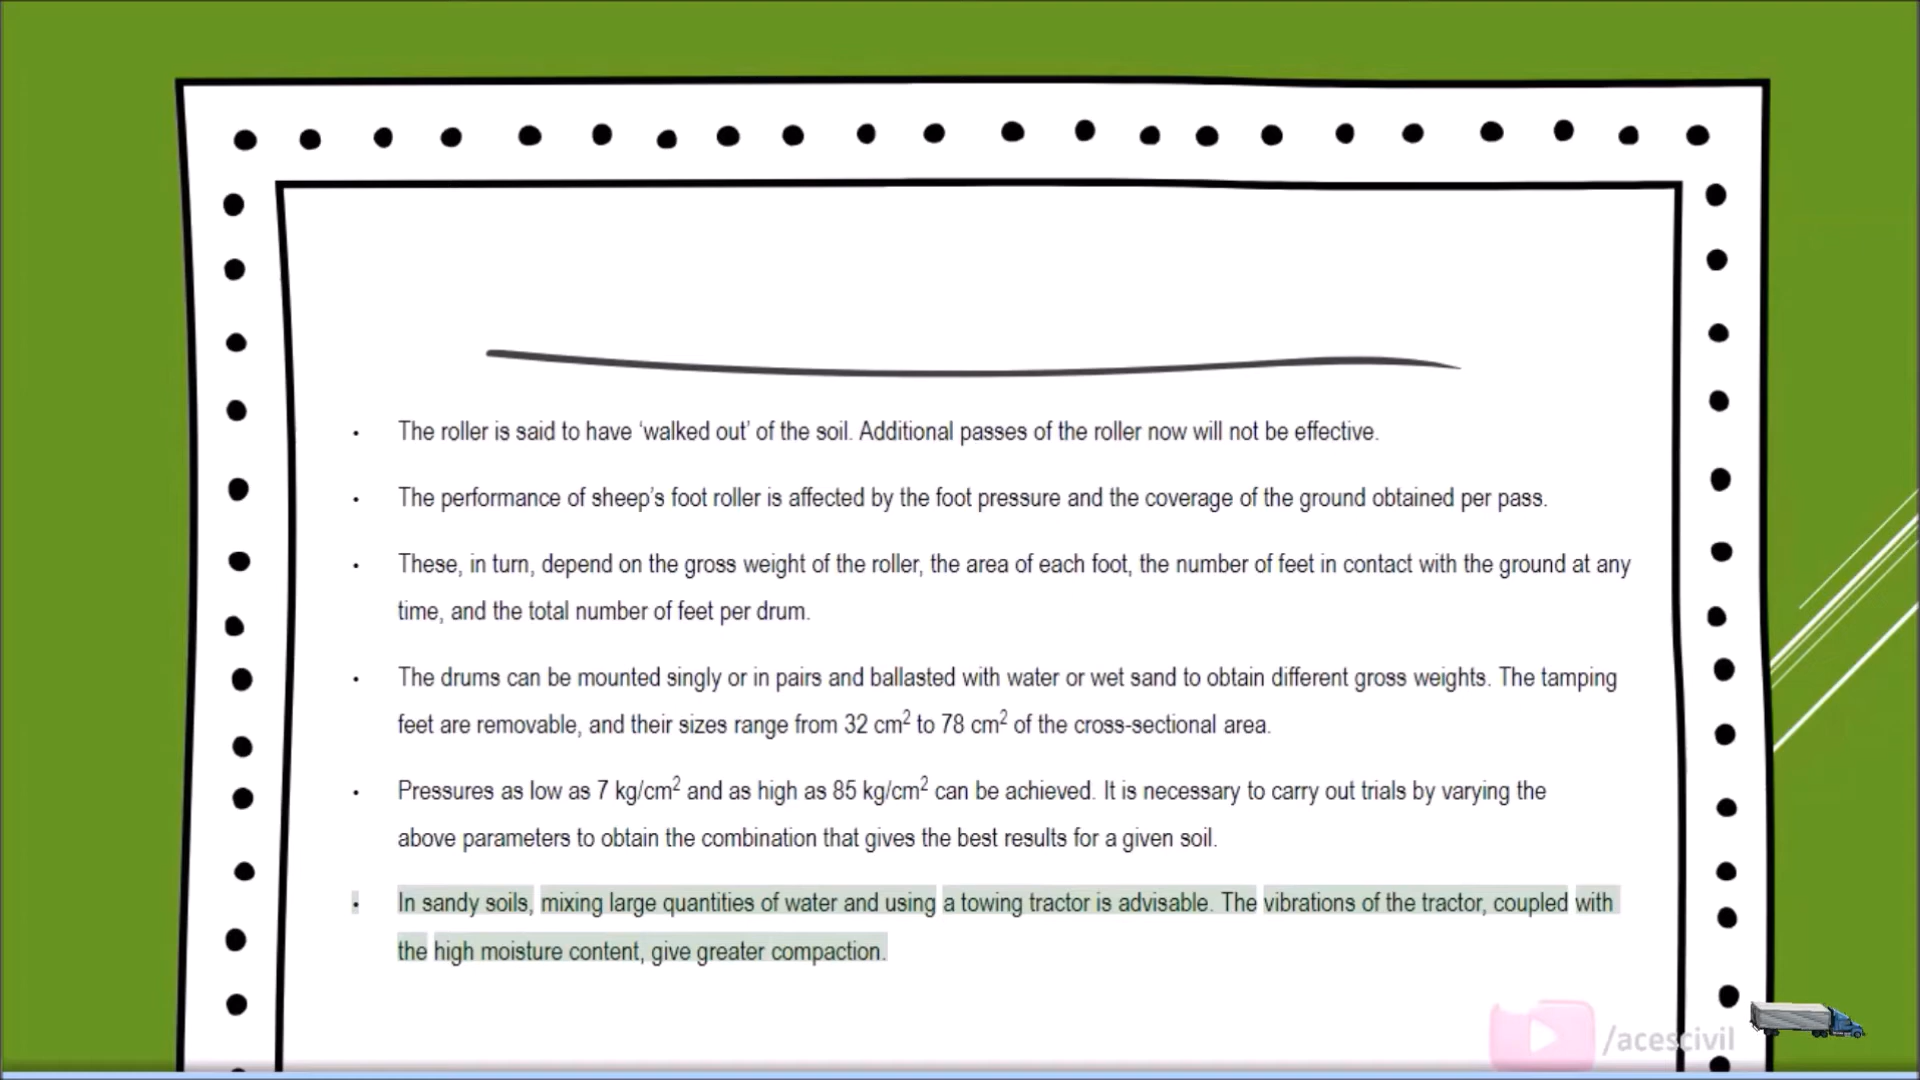 • The roller is said to have ‘walked out’ of the soil. Additional passes of the roller now will not be effective.
• The performance of sheep’s foot roller is affected by the foot pressure and the coverage of the ground obtained per pass.
• These, in turn, depend on the gross weight of the roller, the area of each foot, the number of feet in contact with the ground at any
time, and the total number of feet per drum.
• The drums can be mounted singly or in pairs and ballasted with water or wet sand to obtain different gross weights. The tamping
feet are removable, and their sizes range from 32 cm² to 78 cm² of the cross-sectional area.
• Pressures as low as 7 kg/cm² and as high as 85 kg/cm² can be achieved. It is necessary to carry out trials by varying the
above parameters to obtain the combination that gives the best results for a given soil.
• In sandy soils, mixing large quantities of water and using a towing tractor is advisable. The vibrations of the tractor, coupled with
the high moisture content, give greater compaction.
/acescivil